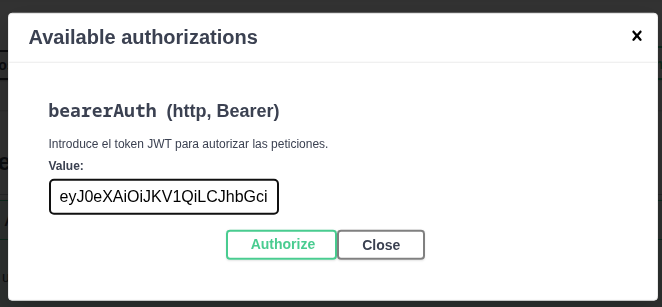 Available authorizations
×
bearerAuth (http, Bearer)
Introduce el token JWT para autorizar las peticiones.
Value:
eyJ0eXAiOiJKV1QiLCJhbGci
Authorize
Close